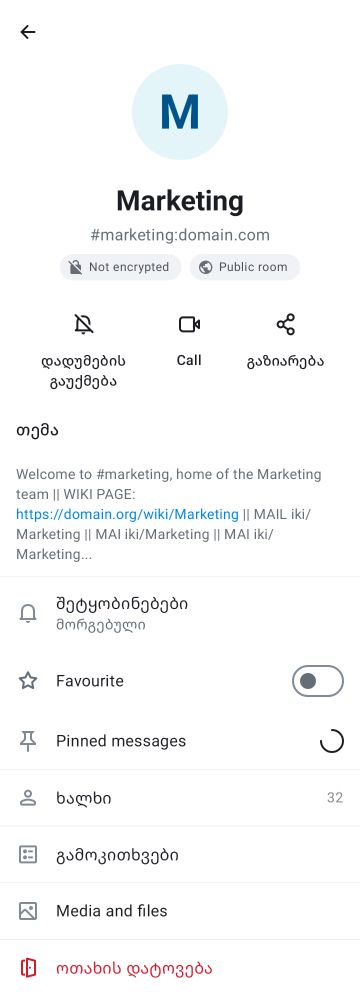 M
Marketing
#marketing:domain.com
Not encrypted
Public room
დადუმების
გაუქმება
Call
გაზიარება
თემა
Welcome to #marketing, home of the Marketing
team || WIKI PAGE:
https://domain.org/wiki/Marketing || MAIL iki/
Marketing || MAI iki/Marketing || MAI iki/
Marketing...
შეტყობინებები
მორგებული
Favourite
Pinned messages
ხალხი
32
გამოკითხვები
Media and files
ოთახის დატოვება